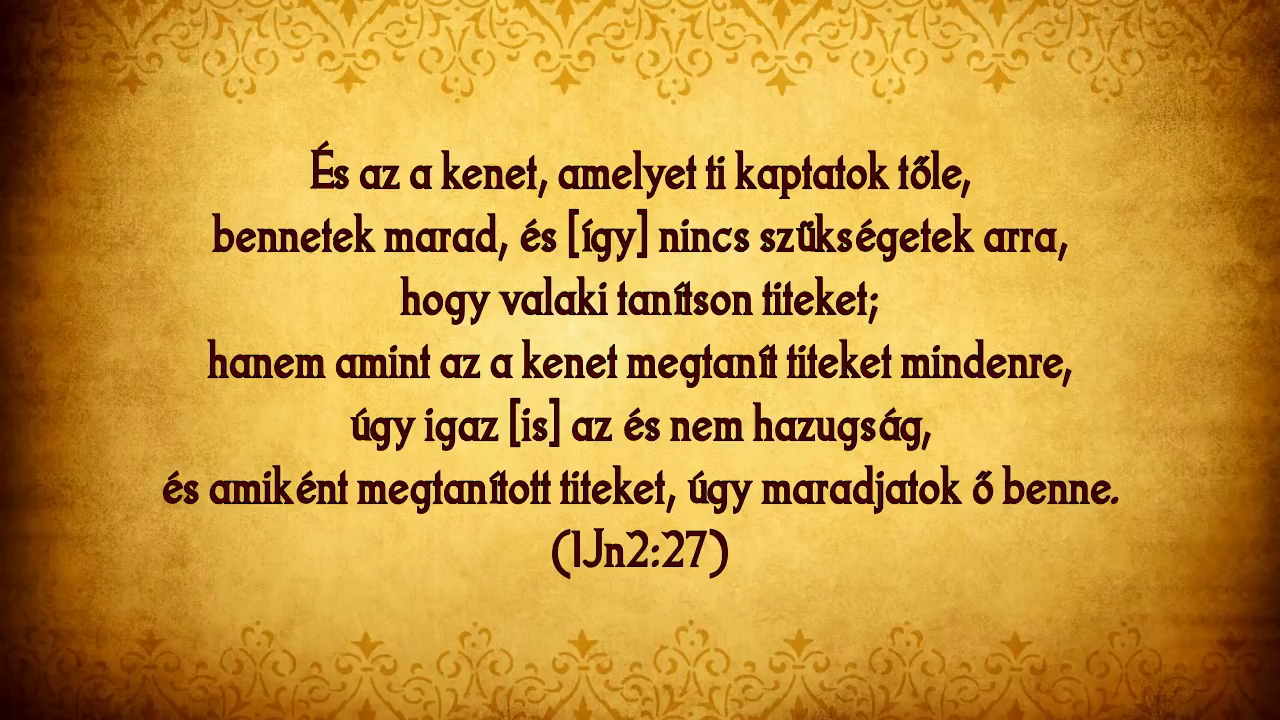 És az a kenet, amelyet ti kaptatok tőle,
bennetek marad, és [így] nincs szükségetek arra,
hogy valaki tanítson titeket;
hanem amint az a kenet megtanít titeket mindenre,
úgy igaz [is] az és nem hazugság,
és amiként megtanított titeket, úgy maradjatok ő benne.
(1Jn2:27)